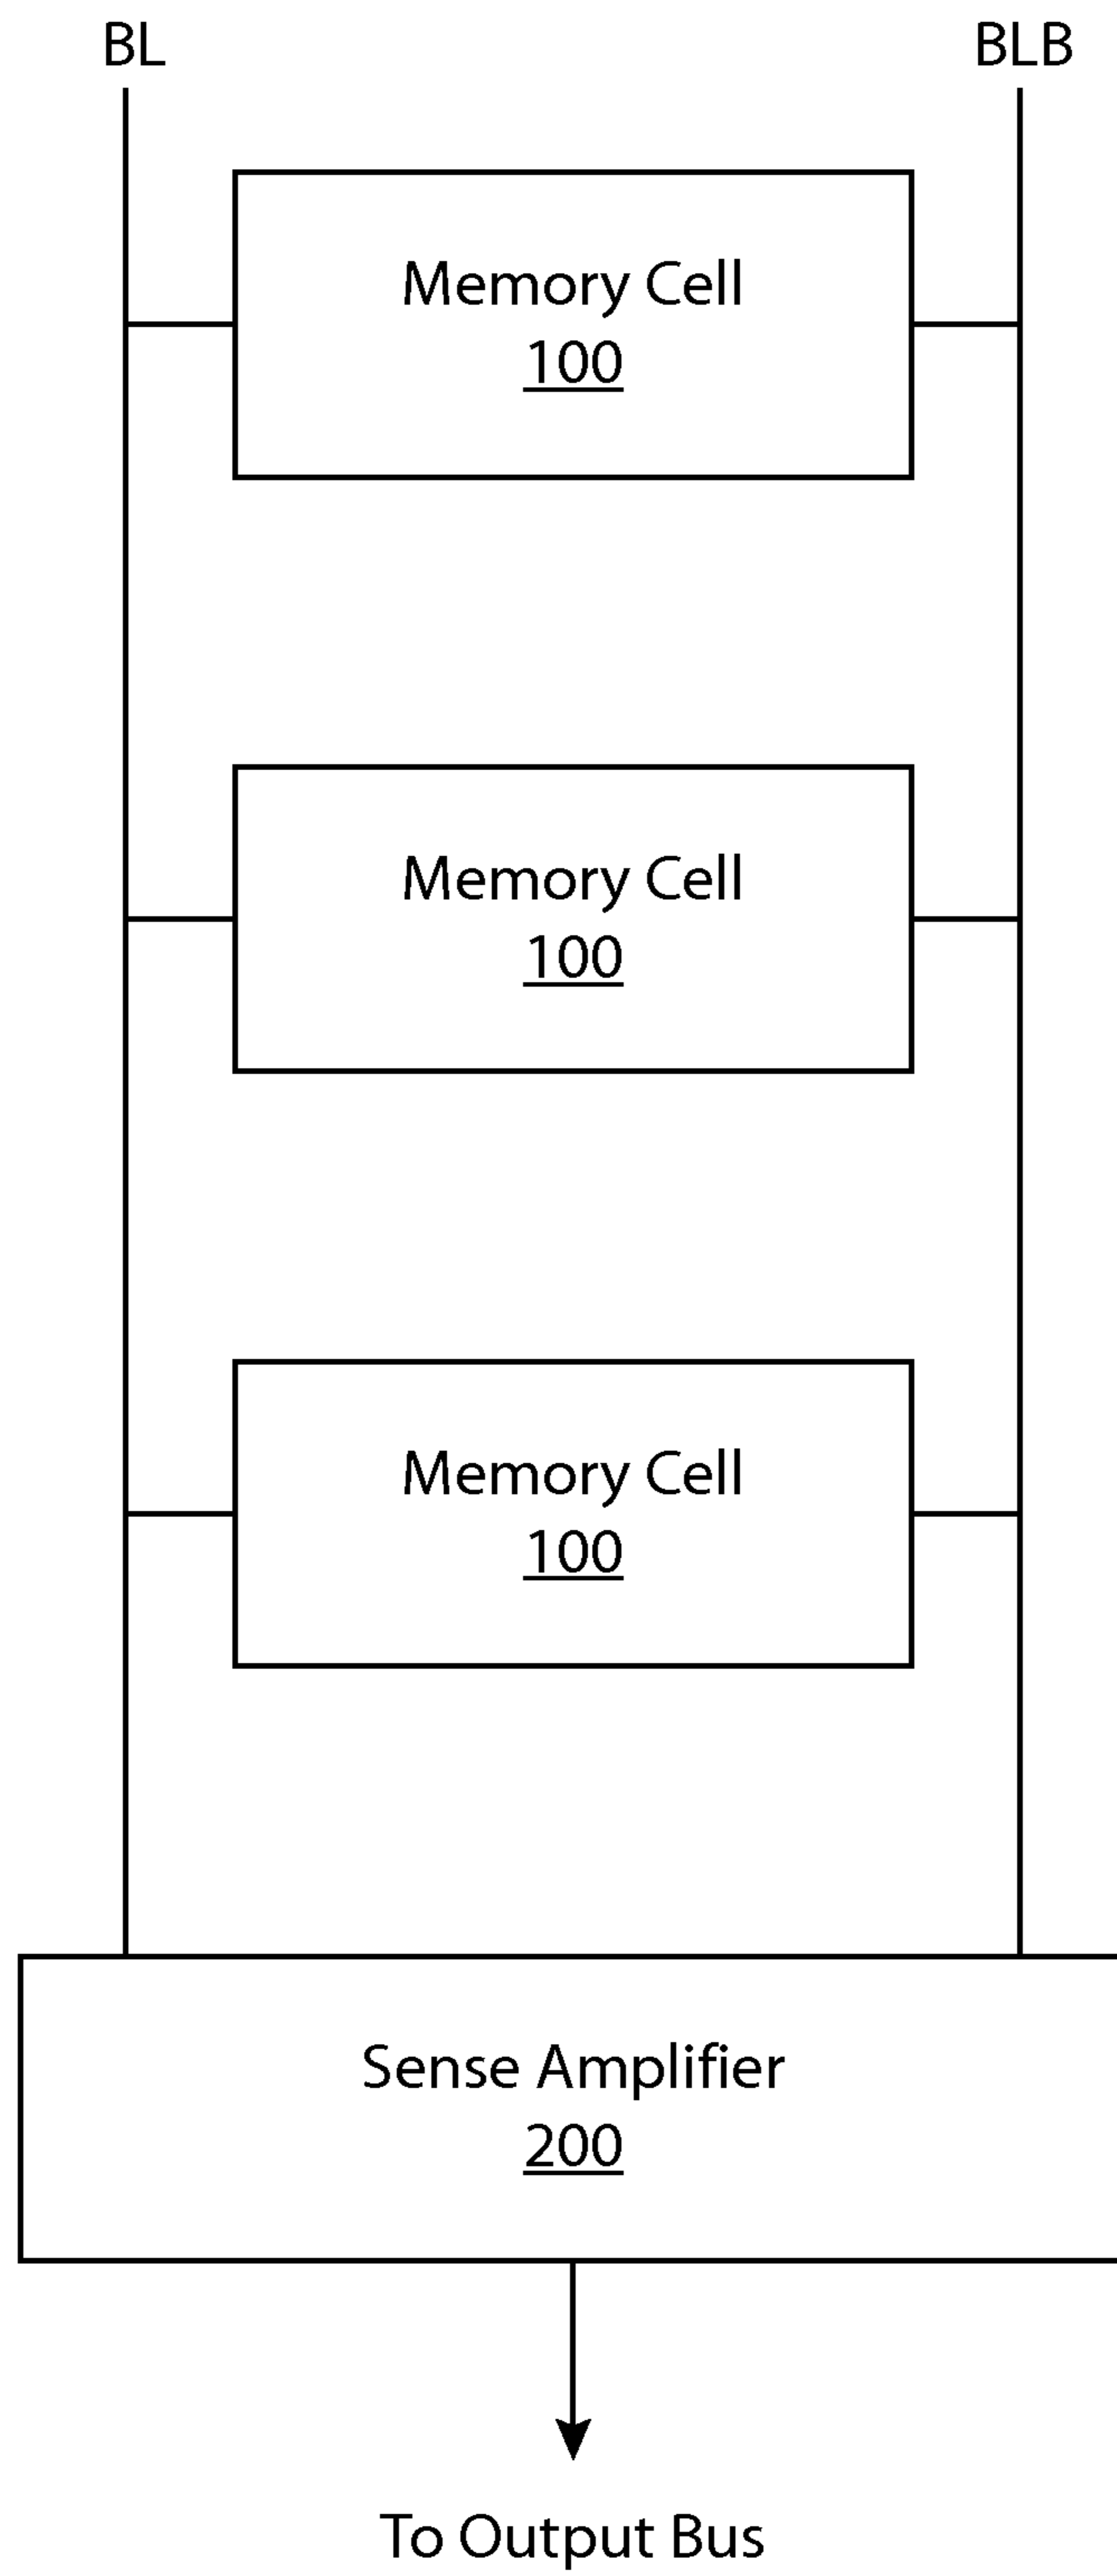 BL BLB
Memory Cell
100
Memory Cell
100
Memory Cell
100
Sense Amplifier
200
To Output Bus